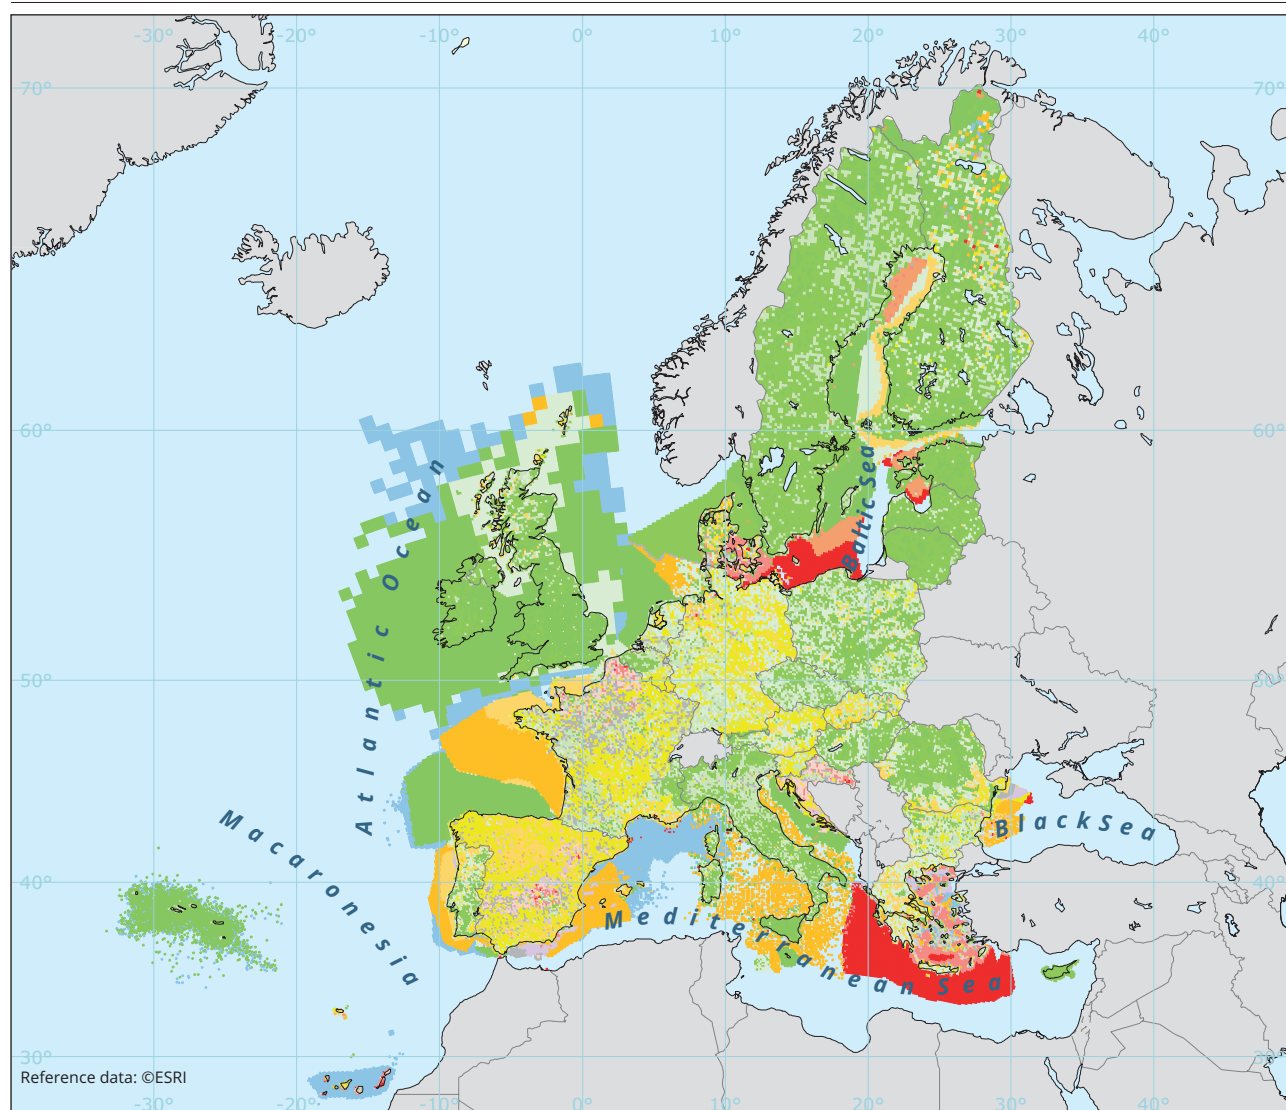 -30° -20° -10° 0° 10° 20° 30° 40°
70° 70°
60° 60°
50° 50°
40° 40°
30° 30°
Atlantic Ocean
Baltic Sea
Black Sea
Macaronesia
Mediterranean Sea
Reference data: ©ESRI
-30° -20° -10° 0° 10° 20° 30° 40°